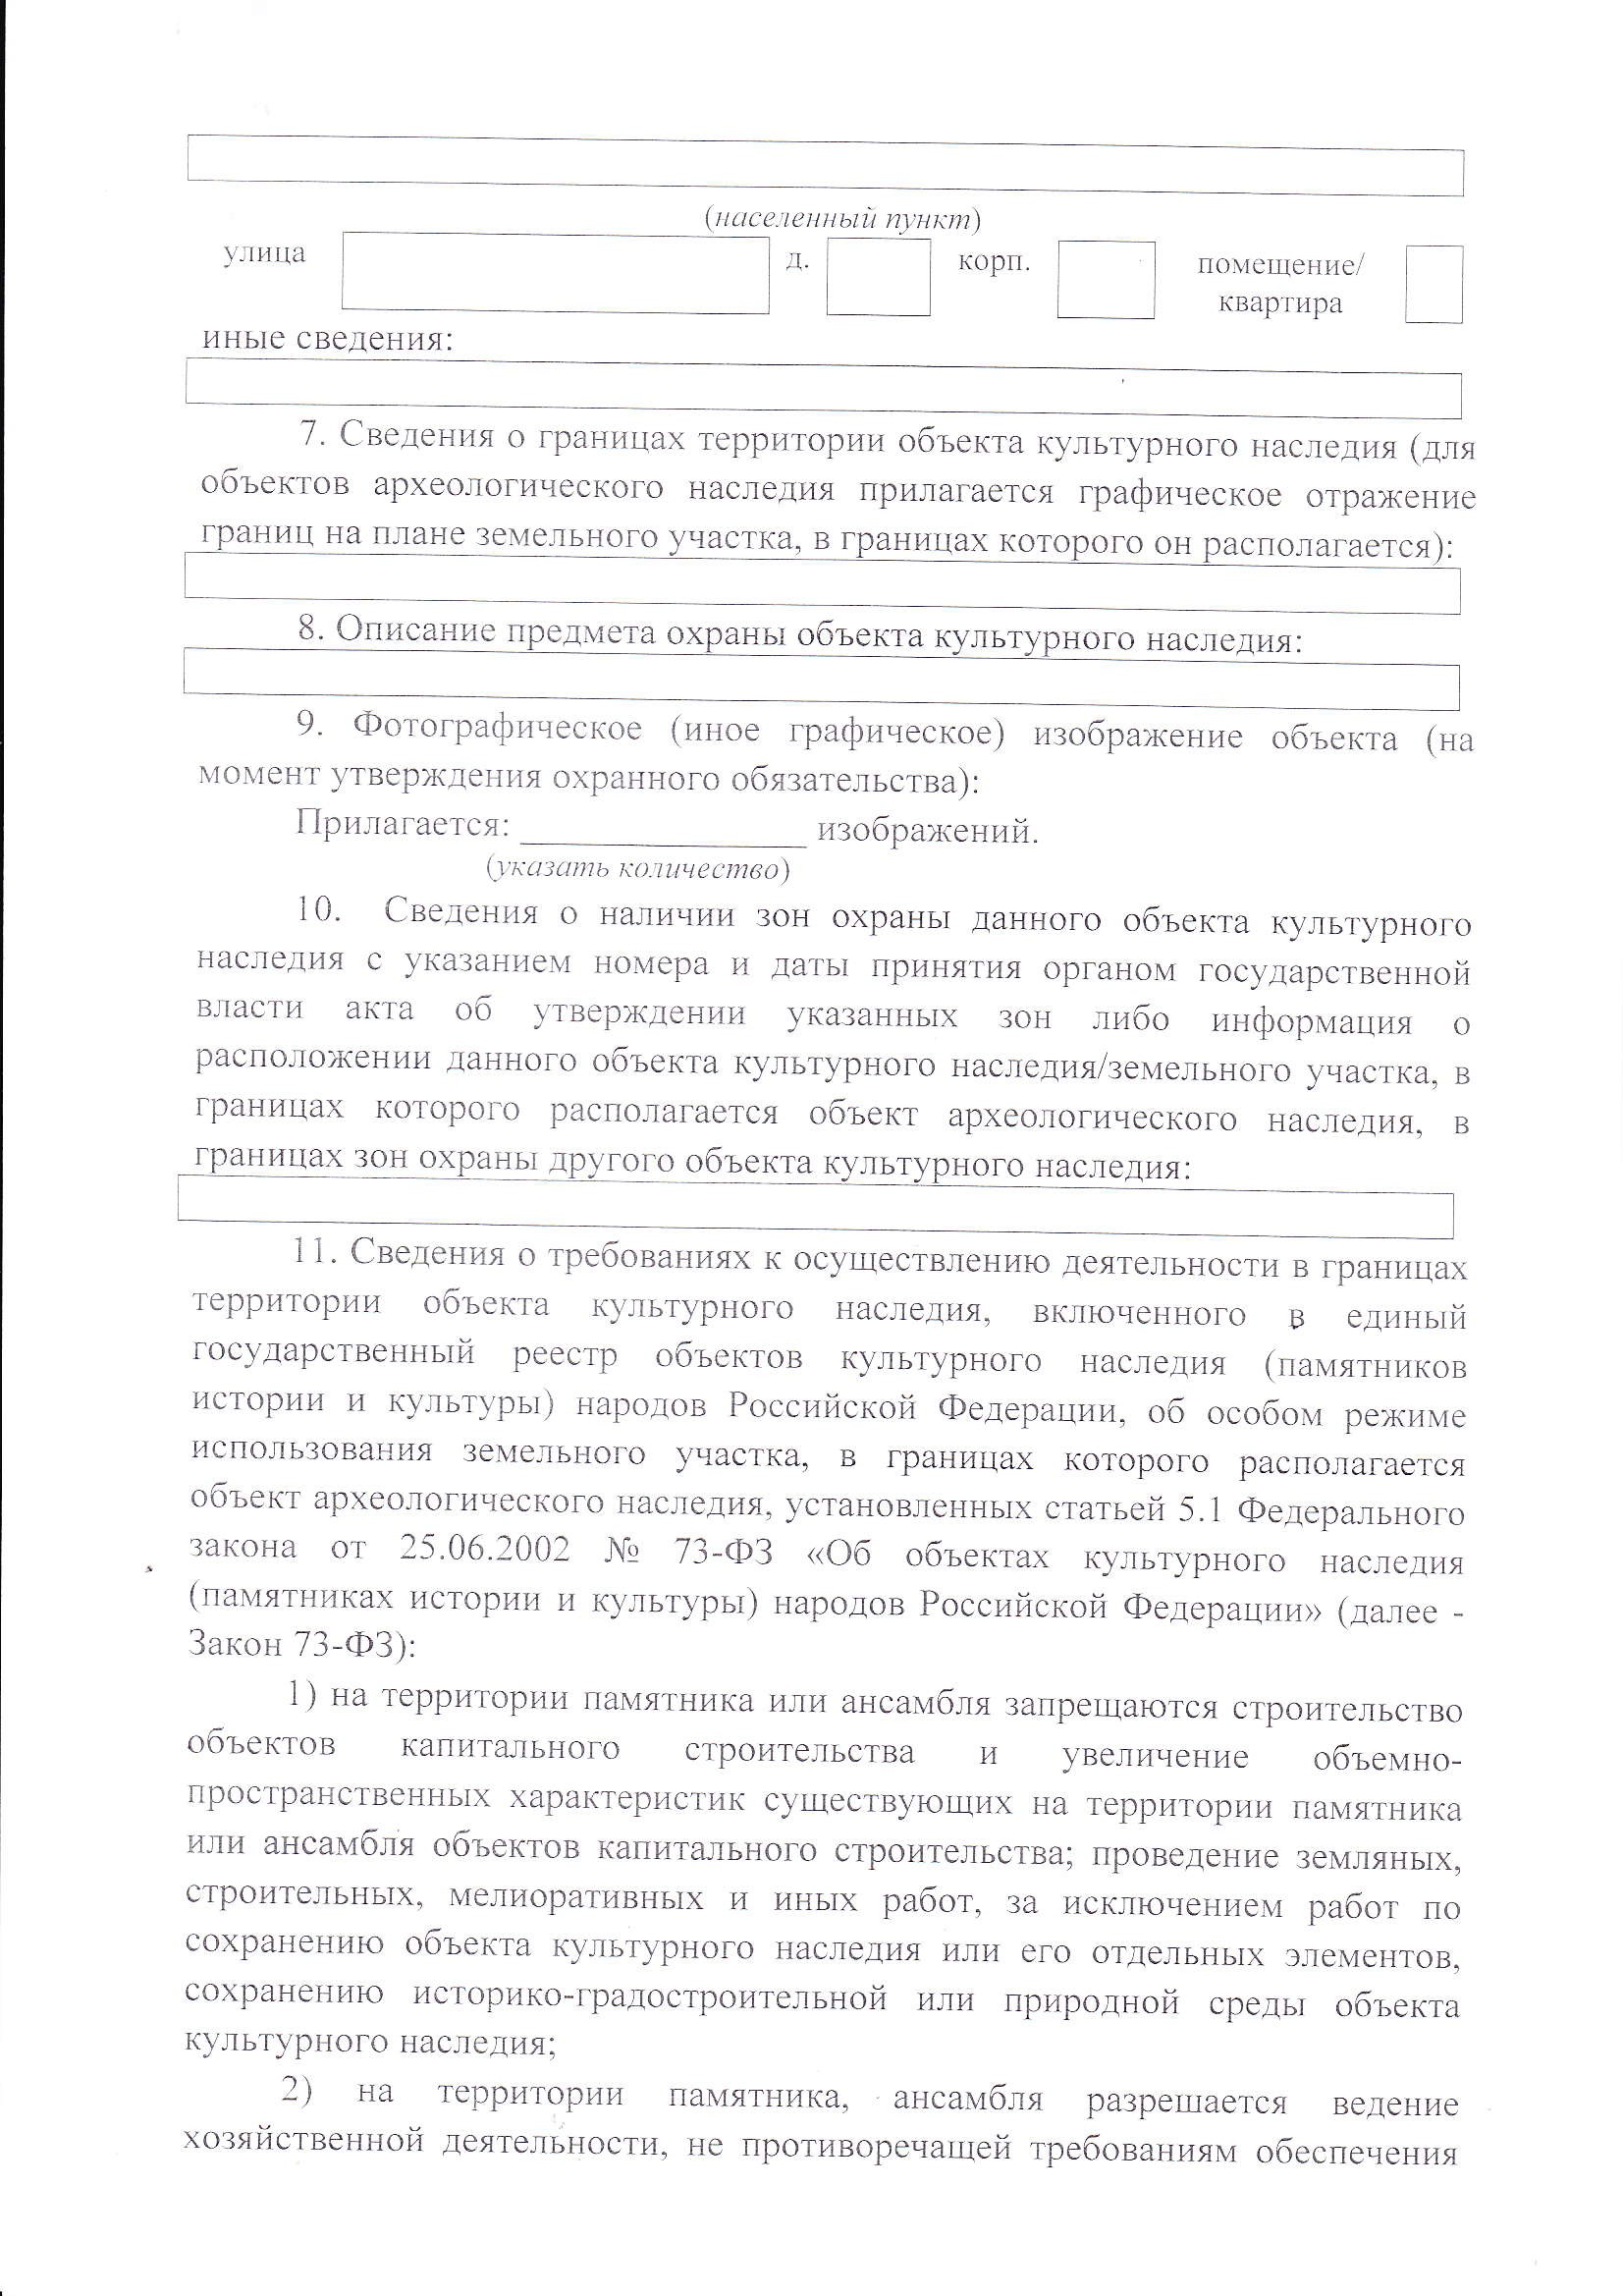 (населенный пункт)
улица д. корп. помещение/
квартира
иные сведения:
7. Сведения о границах территории объекта культурного наследия (для
объектов археологического наследия прилагается графическое отражение
границ на плане земельного участка, в границах которого он располагается):
8. Описание предмета охраны объекта культурного наследия:
9. Фотографическое (иное графическое) изображение объекта (на
момент утверждения охранного обязательства):
Прилагается: _______________ изображений.
(указать количество)
10. Сведения о наличии зон охраны данного объекта культурного
наследия с указанием номера и даты принятия органом государственной
власти акта об утверждении указанных зон либо информация о
расположении данного объекта культурного наследия/земельного участка, в
границах которого располагается объект археологического наследия, в
границах зон охраны другого объекта культурного наследия:
11. Сведения о требованиях к осуществлению деятельности в границах
территории объекта культурного наследия, включенного в единый
государственный реестр объектов культурного наследия (памятников
истории и культуры) народов Российской Федерации, об особом режиме
использования земельного участка, в границах которого располагается
объект археологического наследия, установленных статьей 5.1 Федерального
закона от 25.06.2002 № 73-ФЗ «Об объектах культурного наследия
(памятниках истории и культуры) народов Российской Федерации» (далее -
Закон 73-ФЗ):
1) на территории памятника или ансамбля запрещаются строительство
объектов капитального строительства и увеличение объемно-
пространственных характеристик существующих на территории памятника
или ансамбля объектов капитального строительства; проведение земляных,
строительных, мелиоративных и иных работ, за исключением работ по
сохранению объекта культурного наследия или его отдельных элементов,
сохранению историко-градостроительной или природной среды объекта
культурного наследия;
2) на территории памятника, ансамбля разрешается ведение
хозяйственной деятельности, не противоречащей требованиям обеспечения